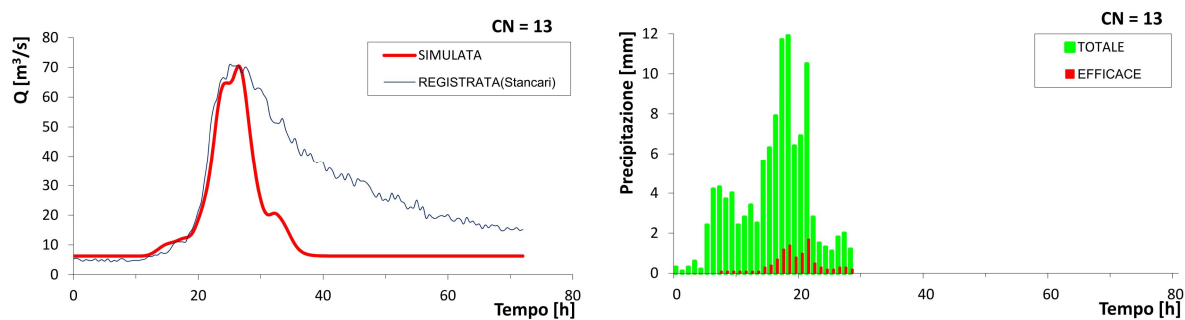 CN = 13
Q [m³/s]
80
70
60
50
40
30
20
10
0
SIMULATA
REGISTRATA(Stancari)
0
20
40
60
80
Tempo [h]
CN = 13
Precipitazione [mm]
12
10
8
6
4
2
0
TOTALE
EFFICACE
0
20
40
60
80
Tempo [h]